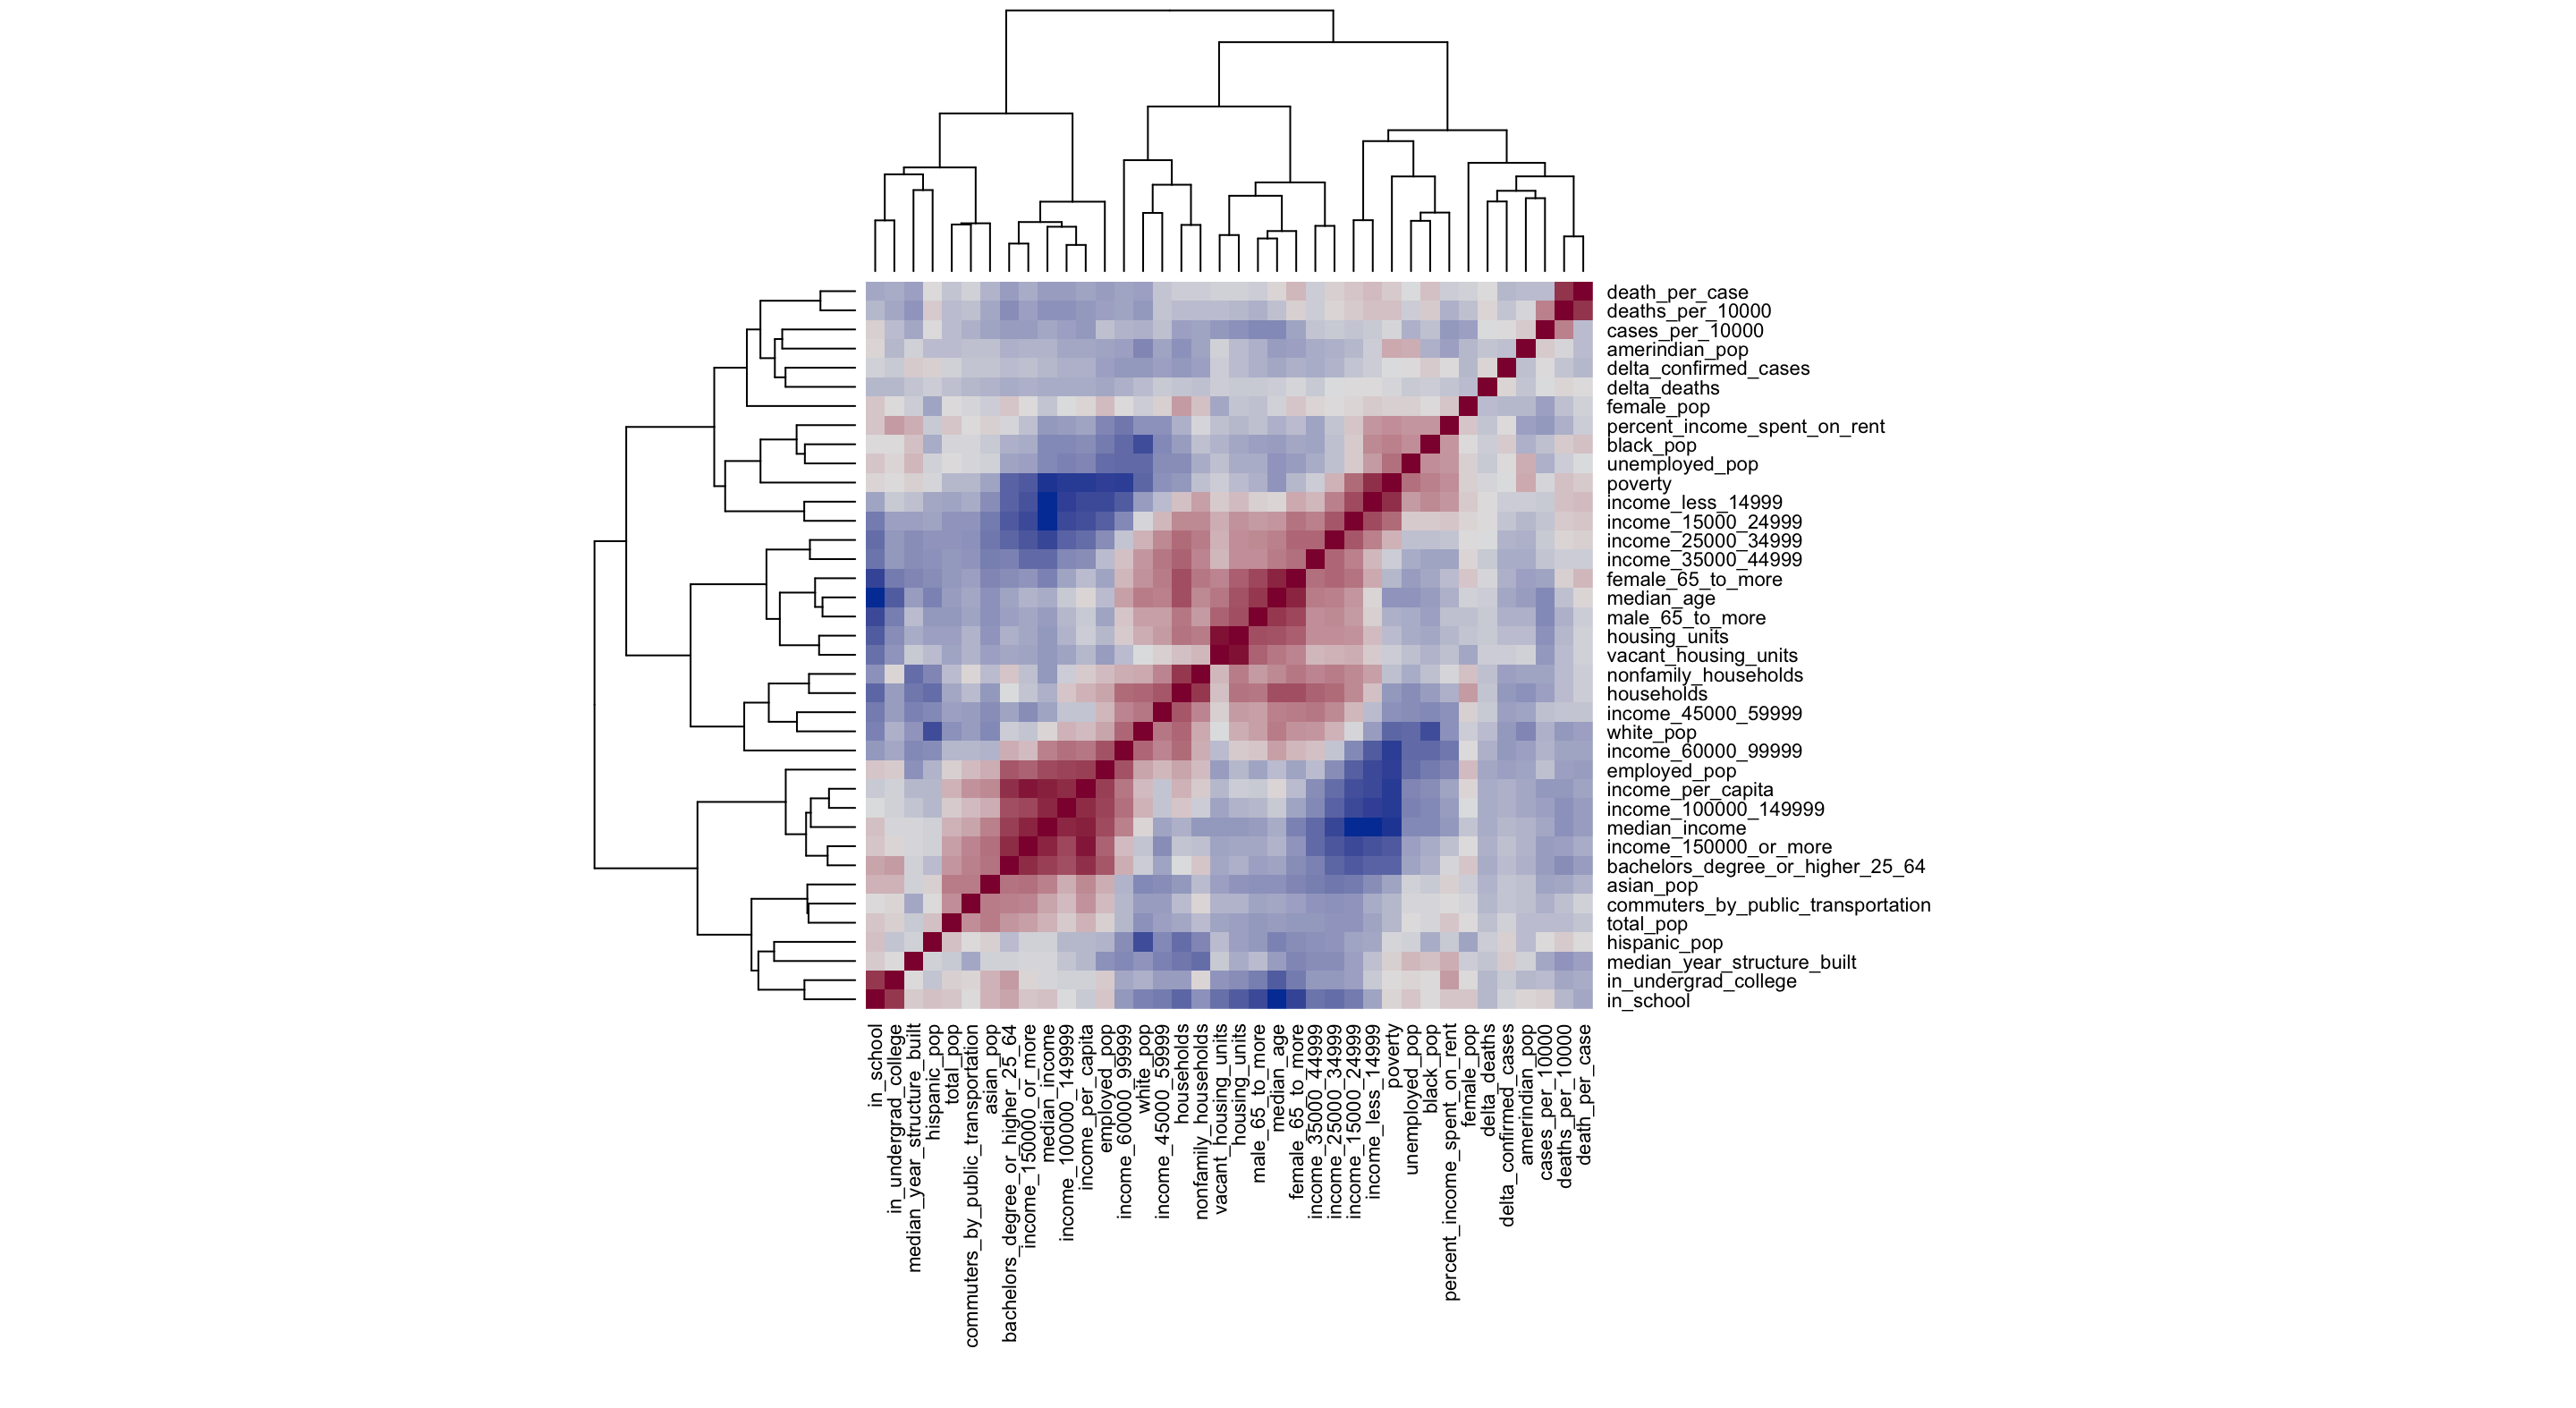 death_per_case
deaths_per_10000
cases_per_10000
amerindian_pop
delta_confirmed_cases
delta_deaths
female_pop
percent_income_spent_on_rent
black_pop
unemployed_pop
poverty
income_less_14999
income_15000_24999
income_25000_34999
income_35000_44999
female_65_to_more
median_age
male_65_to_more
housing_units
vacant_housing_units
nonfamily_households
households
income_45000_59999
white_pop
income_60000_99999
employed_pop
income_per_capita
income_100000_149999
median_income
income_150000_or_more
bachelors_degree_or_higher_25_64
asian_pop
commuters_by_public_transportation
total_pop
hispanic_pop
median_year_structure_built
in_undergrad_college
in_school
in_school
in_undergrad_college
median_year_structure_built
hispanic_pop
total_pop
commuters_by_public_transportation
asian_pop
bachelors_degree_or_higher_25_64
income_150000_or_more
median_income
income_100000_149999
income_per_capita
employed_pop
income_60000_99999
white_pop
income_45000_59999
households
nonfamily_households
vacant_housing_units
housing_units
male_65_to_more
median_age
female_65_to_more
income_35000_44999
income_25000_34999
income_15000_24999
income_less_14999
poverty
unemployed_pop
black_pop
percent_income_spent_on_rent
female_pop
delta_deaths
delta_confirmed_cases
amerindian_pop
cases_per_10000
deaths_per_10000
death_per_case